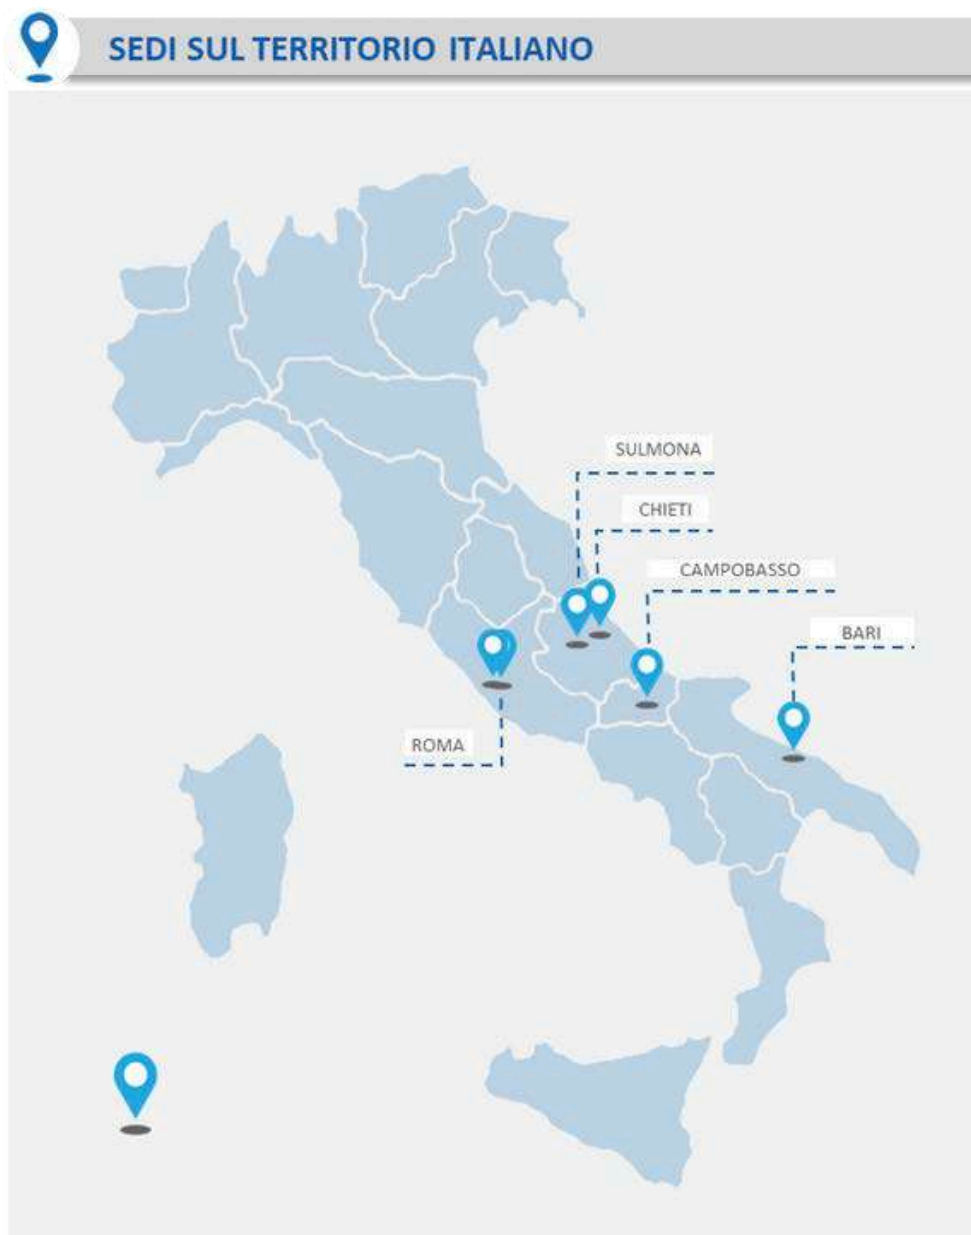 SEDI SUL TERRITORIO ITALIANO
SULMONA
CHIETI
CAMPOBASSO
BARI
ROMA